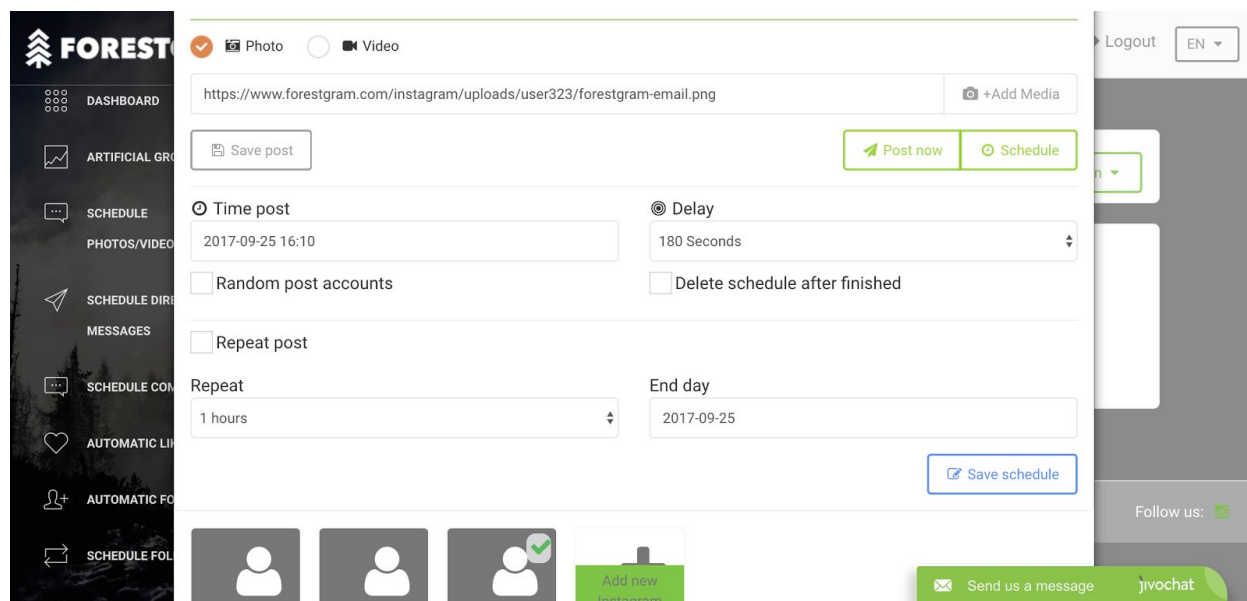 FOREST
Photo
Video
Logout
EN
DASHBOARD
https://www.forestgram.com/instagram/uploads/user323/forestgram-email.png
+Add Media
ARTIFICIAL GRO
Save post
Post now
Schedule
n
SCHEDULE
PHOTOS/VIDEO
Time post
Delay
2017-09-25 16:10
180 Seconds
Random post accounts
Delete schedule after finished
SCHEDULE DIRE
MESSAGES
Repeat post
SCHEDULE COM
Repeat
End day
1 hours
2017-09-25
AUTOMATIC LIK
Save schedule
AUTOMATIC FO
Follow us:
SCHEDULE FOL
Add new
Instagram
Send us a message
jivochat